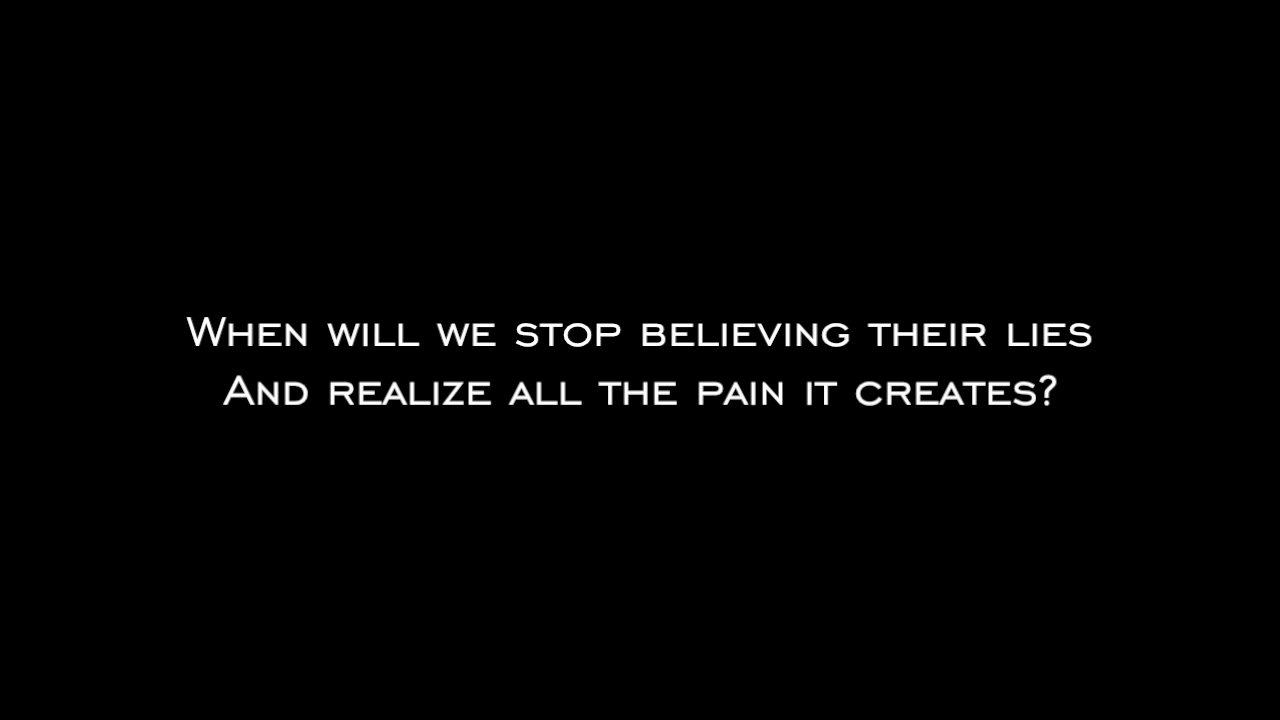 When will we stop believing their lies
And realize all the pain it creates?